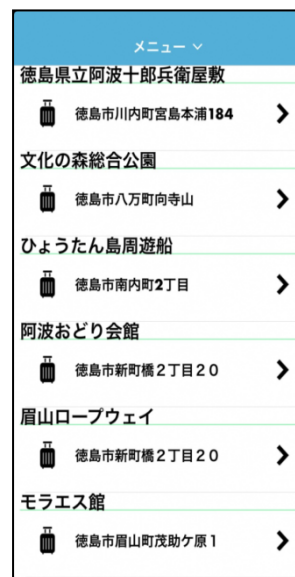 メニュー
徳島県立阿波十郎兵衛屋敷
徳島市川内町宮島本浦184
文化の森総合公園
徳島市八万町向寺山
ひょうたん島周遊船
徳島市南内町2丁目
阿波おどり会館
徳島市新町橋２丁目２０
眉山ロープウェイ
徳島市新町橋２丁目２０
モラエス館
徳島市眉山町茂助ケ原１